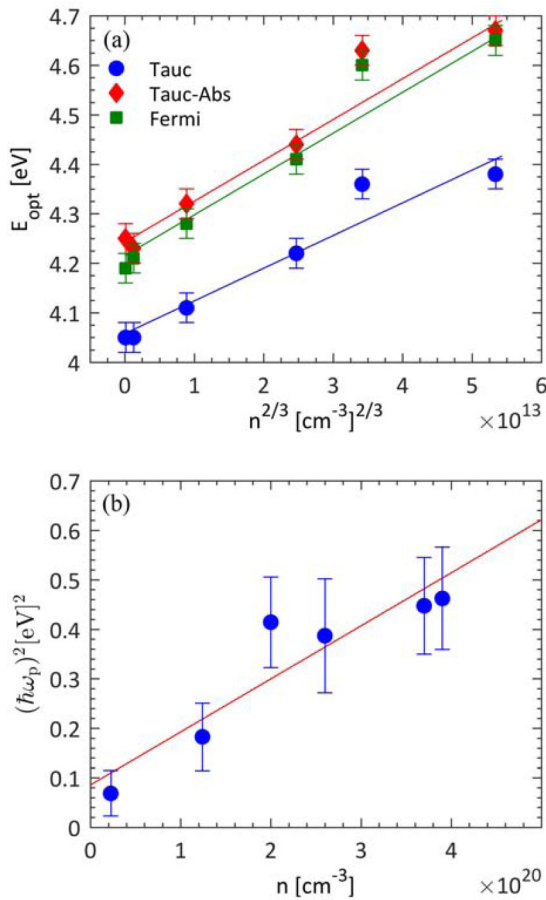 4.7
(a)
4.6
Tauc
Tauc-Abs
Fermi
4.5
4.4
4.3
4.2
4.1
4
E_opt [eV]
0 1 2 3 4 5 6
n^{2/3} [cm^{-3}]^{2/3}
×10^{13}
0.7
(b)
0.6
0.5
0.4
0.3
0.2
0.1
0
(ħω_p)^2 [eV]^2
0 2 4
n [cm^{-3}]
×10^{20}